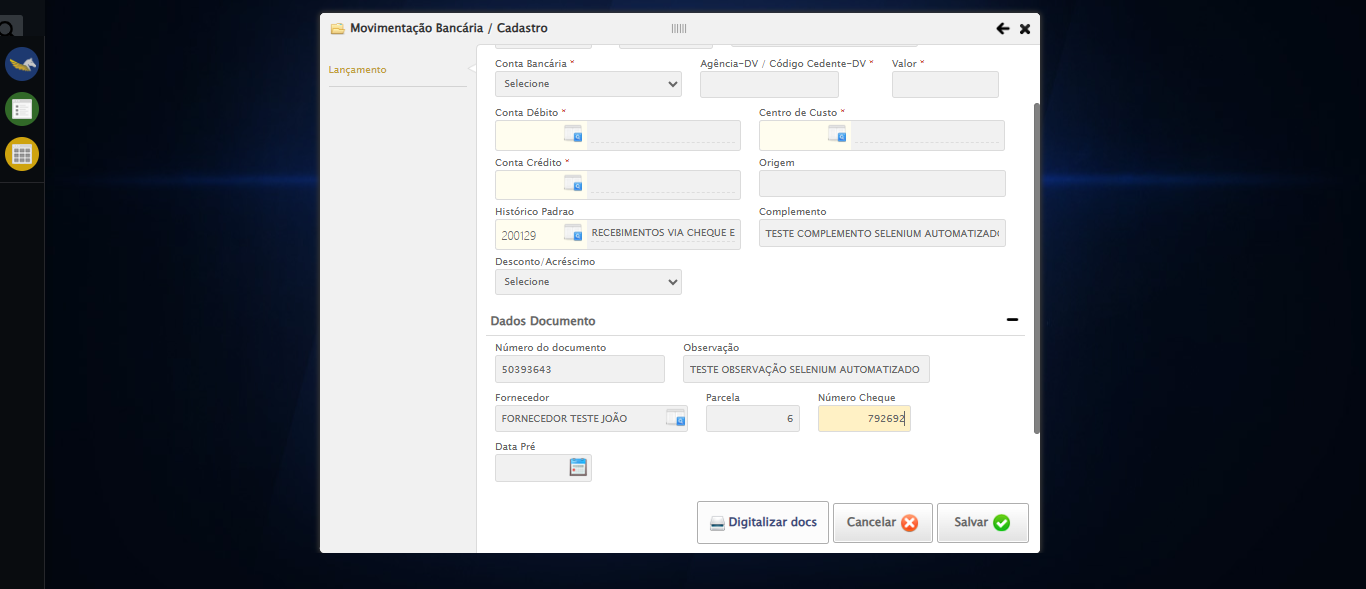 Movimentação Bancária / Cadastro
Lançamento
Conta Bancária * Agência-DV / Código Cedente-DV * Valor *
Selecione
Conta Débito * Centro de Custo *
Conta Crédito * Origem
Histórico Padrao Complemento
200129 RECEBIMENTOS VIA CHEQUE E TESTE COMPLEMENTO SELENIUM AUTOMATIZADO
Desconto/Acréscimo
Selecione
Dados Documento
Número do documento Observação
50393643 TESTE OBSERVAÇÃO SELENIUM AUTOMATIZADO
Fornecedor Parcela Número Cheque
FORNECEDOR TESTE JOÃO 6 792692
Data Pré
Digitalizar docs Cancelar Salvar